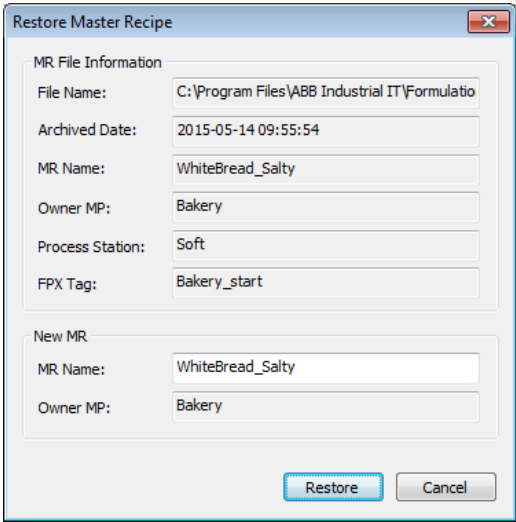 Restore Master Recipe
MR File Information
File Name: C:\Program Files\ABB Industrial IT\Formulatio
Archived Date: 2015-05-14 09:55:54
MR Name: WhiteBread_Salty
Owner MP: Bakery
Process Station: Soft
FPX Tag: Bakery_start
New MR
MR Name: WhiteBread_Salty
Owner MP: Bakery
Restore Cancel